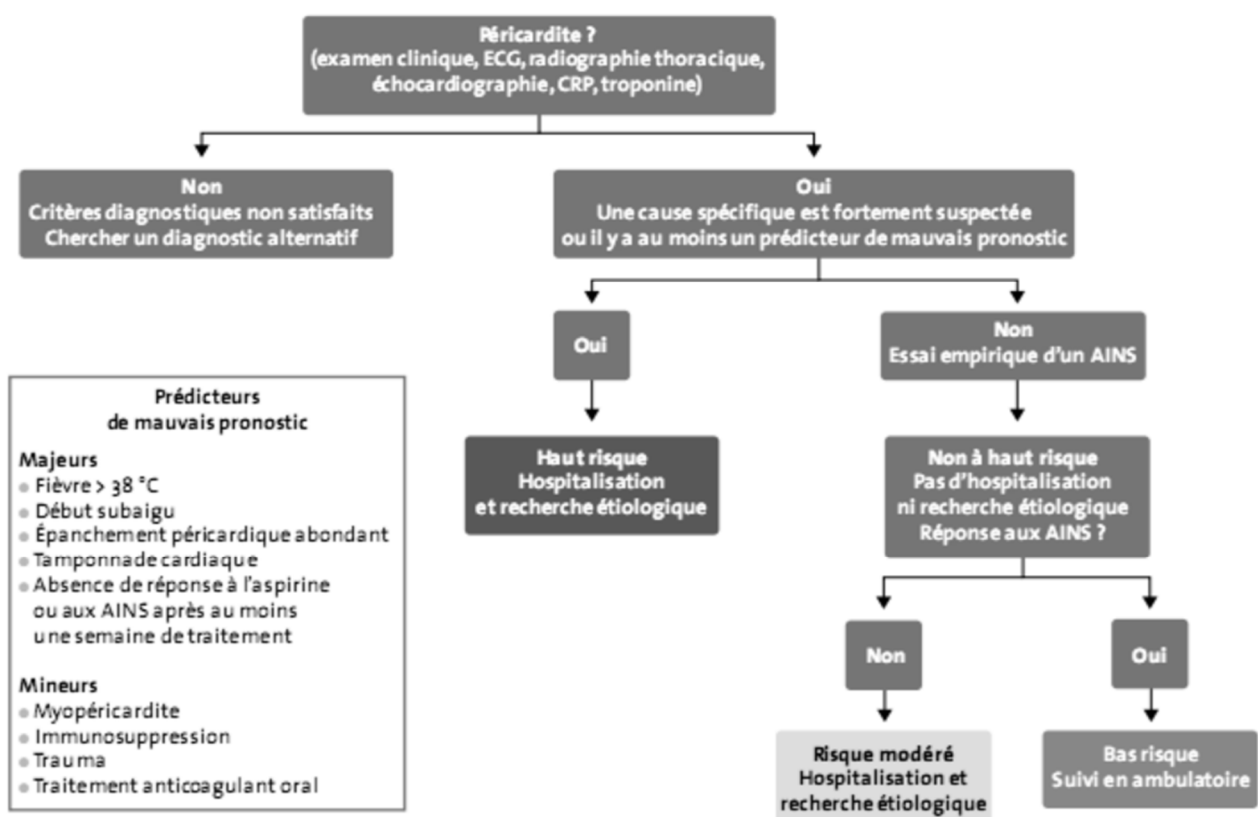 Péricardite ?
(examen clinique, ECG, radiographie thoracique,
échocardiographie, CRP, troponine)
Non
Critères diagnostiques non satisfaits
Chercher un diagnostic alternatif
Oui
Une cause spécifique est fortement suspectée
ou il y a au moins un prédicteur de mauvais pronostic
Oui
Non
Essai empirique d'un AINS
Haut risque
Hospitalisation
et recherche étiologique
Non à haut risque
Pas d'hospitalisation
ni recherche étiologique
Réponse aux AINS ?
Non
Oui
Risque modéré
Hospitalisation et
recherche étiologique
Bas risque
Suivi en ambulatoire
Prédicteurs
de mauvais pronostic
Majeurs
● Fièvre > 38 °C
● Début subaigu
● Épanchement péricardique abondant
● Tamponnade cardiaque
● Absence de réponse à l'aspirine
ou aux AINS après au moins
une semaine de traitement
Mineurs
● Myopéricardite
● Immunosuppression
● Trauma
● Traitement anticoagulant oral